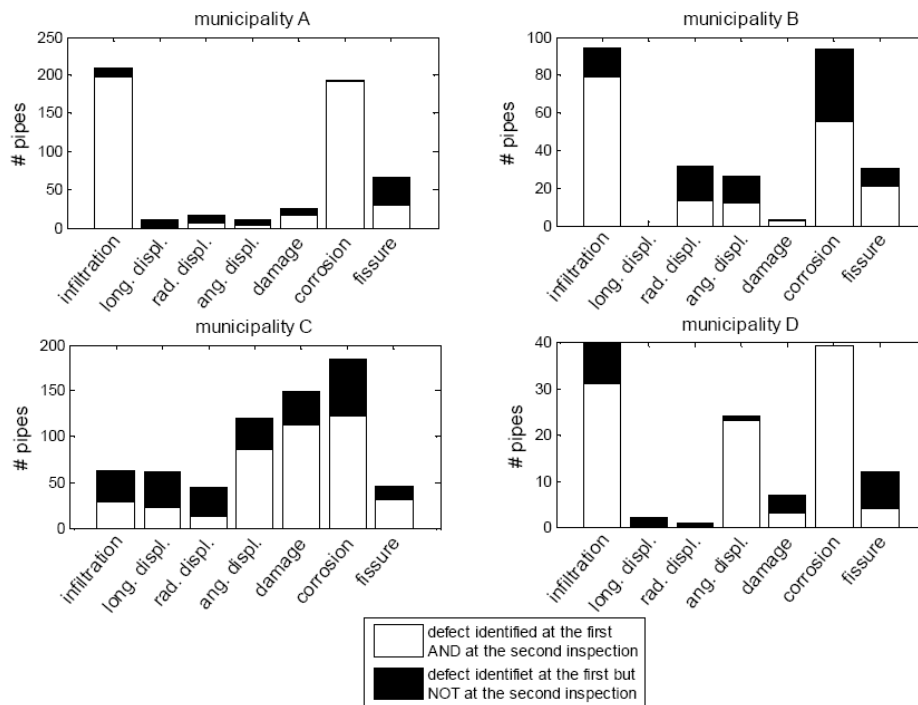 municipality A
250
200
150
100
50
0
# pipes
infiltration
long. displ.
rad. displ.
ang. displ.
damage
corrosion
fissure
municipality B
100
80
60
40
20
0
# pipes
infiltration
long. displ.
rad. displ.
ang. displ.
damage
corrosion
fissure
municipality C
200
150
100
50
0
# pipes
infiltration
long. displ.
rad. displ.
ang. displ.
damage
corrosion
fissure
municipality D
40
30
20
10
0
# pipes
infiltration
long. displ.
rad. displ.
ang. displ.
damage
corrosion
fissure
defect identified at the first
AND at the second inspection
defect identifiet at the first but
NOT at the second inspection